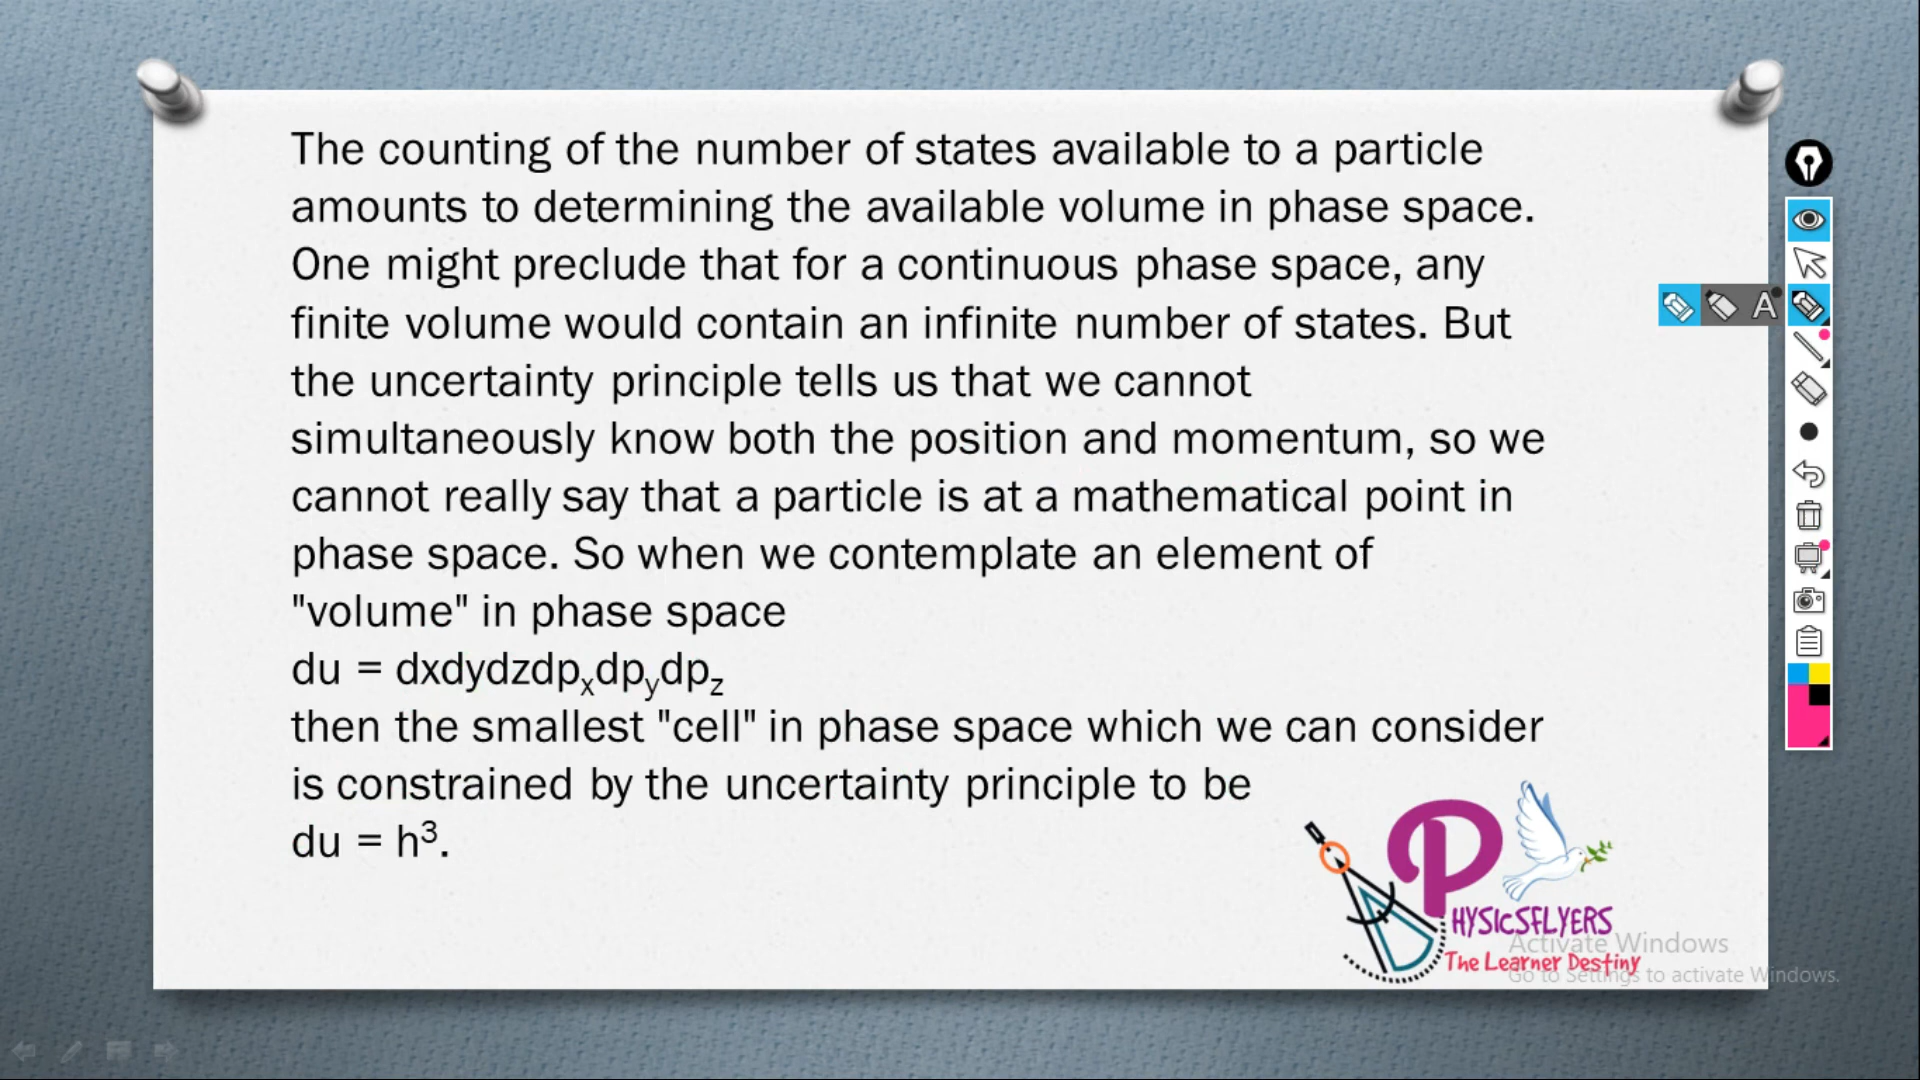 The counting of the number of states available to a particle
amounts to determining the available volume in phase space.
One might preclude that for a continuous phase space, any
finite volume would contain an infinite number of states. But
the uncertainty principle tells us that we cannot
simultaneously know both the position and momentum, so we
cannot really say that a particle is at a mathematical point in
phase space. So when we contemplate an element of
"volume" in phase space
du = dxdydzdpₓdp_ydp_z
then the smallest "cell" in phase space which we can consider
is constrained by the uncertainty principle to be
du = h³.
A
PHYSICSFLYERS
The Learner Destiny
Activate Windows
Go to Settings to activate Windows.